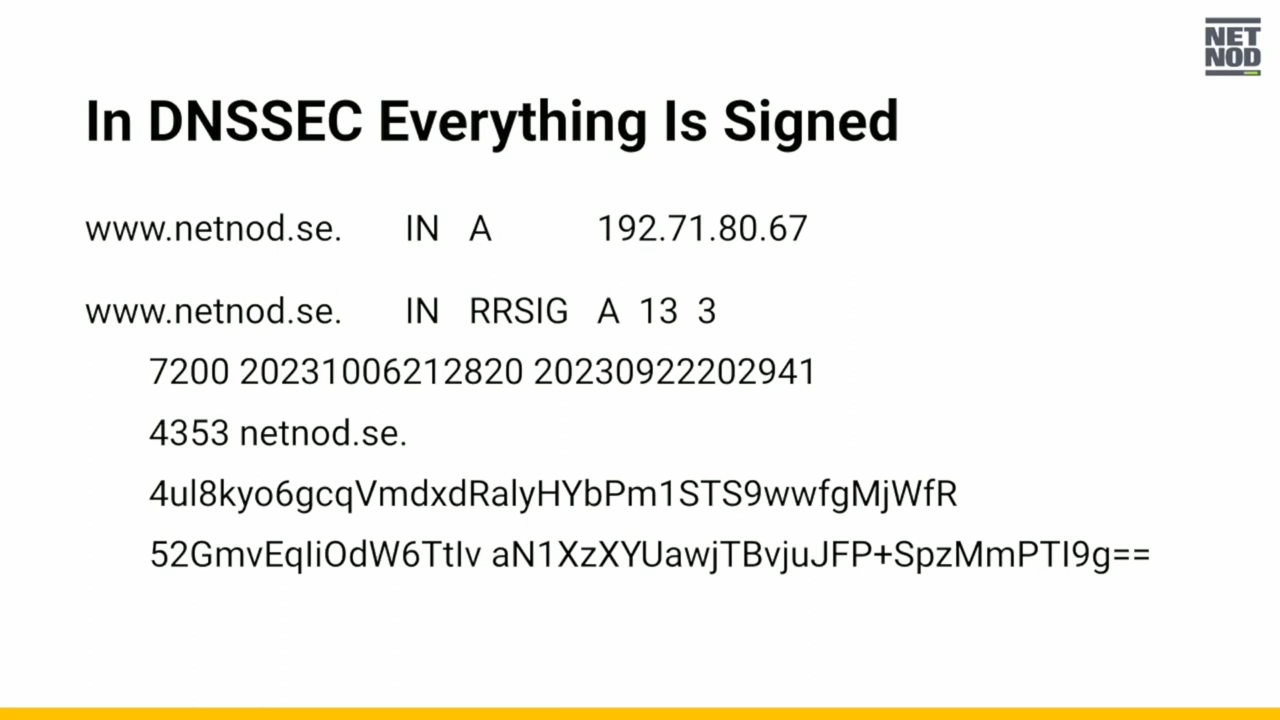 NET
NOD
In DNSSEC Everything Is Signed
www.netnod.se. IN A 192.71.80.67
www.netnod.se. IN RRSIG A 13 3
7200 20231006212820 20230922202941
4353 netnod.se.
4ul8kyo6gcqVmdxdRalyHYbPm1STS9wwfgMjWfR
52GmvEqIiOdW6TtIv aN1XzXYUawjTBvjuJFP+SpzMmPTI9g==